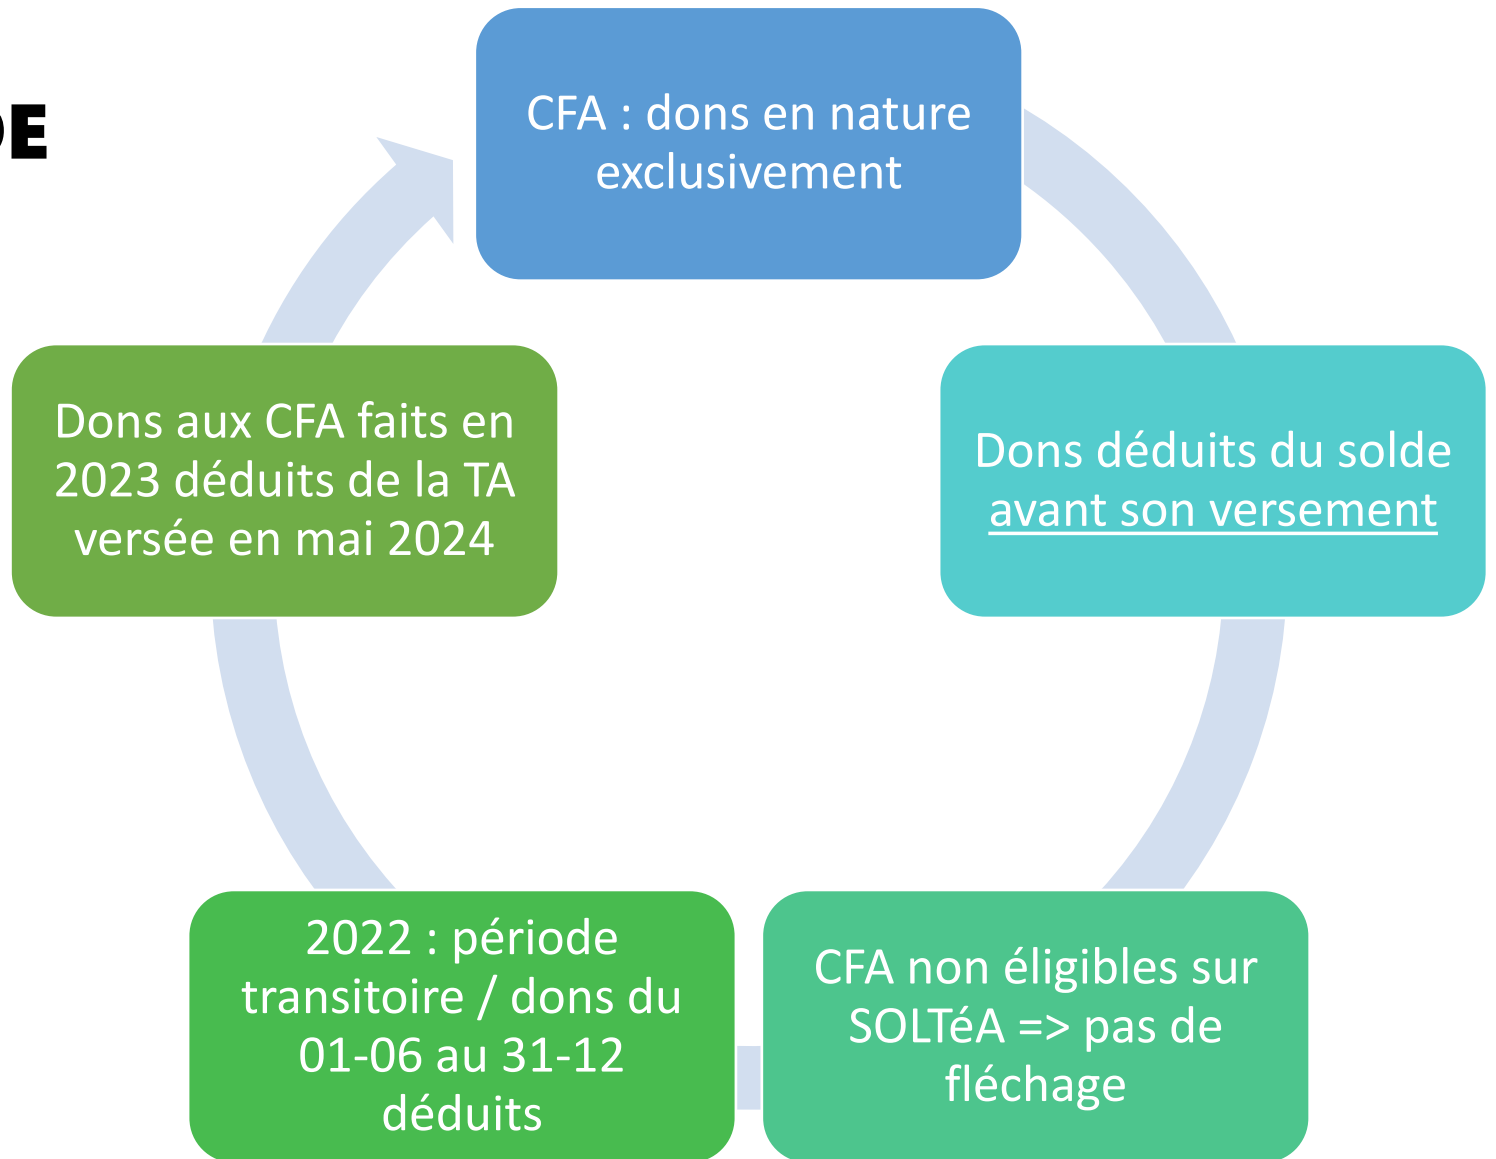 DE
CFA : dons en nature
exclusivement
Dons déduits du solde
avant son versement
CFA non éligibles sur
SOLTéA => pas de
fléchage
2022 : période
transitoire / dons du
01-06 au 31-12
déduits
Dons aux CFA faits en
2023 déduits de la TA
versée en mai 2024